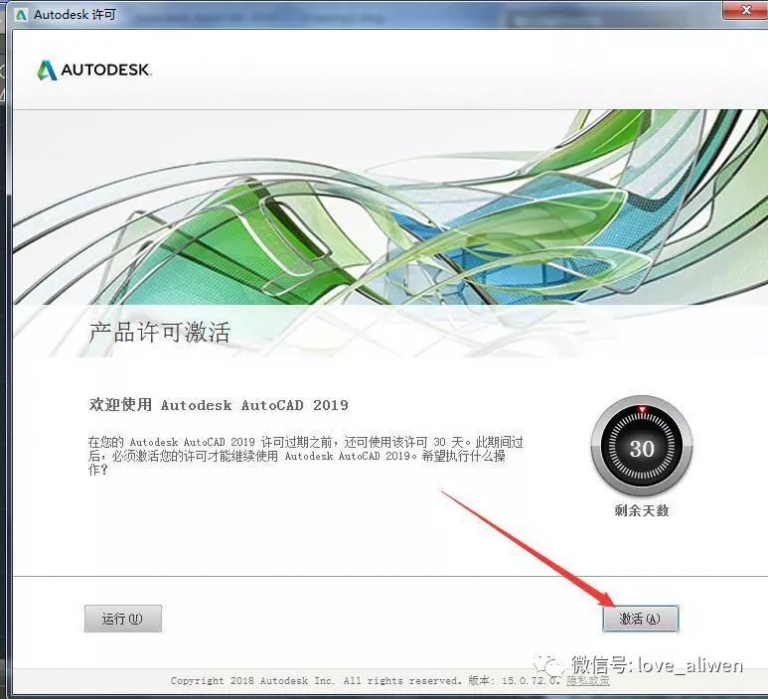 Autodesk 许可
AUTODESK.
产品许可激活
欢迎使用 Autodesk AutoCAD 2019
在您的 Autodesk AutoCAD 2019 许可过期之前，还可使用该许可 30 天。此期间过
后，必须激活您的许可才能继续使用 Autodesk AutoCAD 2019。希望执行什么操
作？
30
剩余天数
运行(U)
激活(A)
微信号: love_aliwen
Copyright 2018 Autodesk Inc. All rights reserved. 版本: 15.0.72.0. 隐私政策